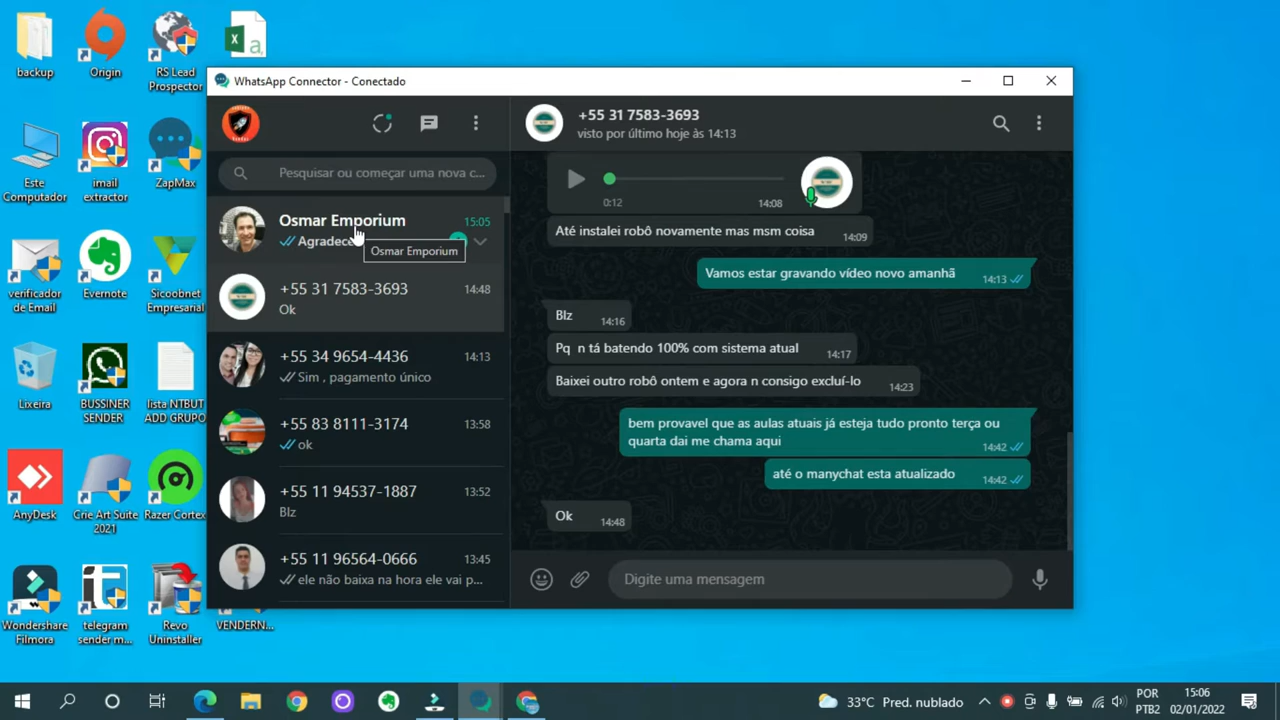 backup
Origin
RS Lead
Prospector
a,
Este
Computador
imail
extractor
ZapMax
verificador
de Email
Evernote
Sicoobnet
Empresarial
Lixeira
BUSSINER
SENDER
lista NTBUT
ADD GRUPO
AnyDesk
Crie Art Suite
2021
Razer Cortex
Wondershare
Filmora
telegram
sender m...
Revo
Uninstaller
VENDERN...
WhatsApp Connector - Conectado
Pesquisar ou começar uma nova c...
Osmar Emporium
15:05
Osmar Emporium
+55 31 7583-3693
14:48
Ok
+55 34 9654-4436
14:13
Sim , pagamento único
+55 83 8111-3174
13:58
ok
+55 11 94537-1887
13:52
Blz
+55 11 96564-0666
13:45
ele não baixa na hora ele vai p...
+55 31 7583-3693
visto por último hoje às 14:13
0:12
14:08
Até instalei robô novamente mas msm coisa
14:09
Vamos estar gravando vídeo novo amanhã
14:13
Blz
14:16
Pq n tá batendo 100% com sistema atual
14:17
Baixei outro robô ontem e agora n consigo excluí-lo
14:23
bem provavel que as aulas atuais já esteja tudo pronto terça ou
quarta dai me chama aqui
14:42
até o manychat esta atualizado
14:42
Ok
14:48
Digite uma mensagem
33°C Pred. nublado
POR
PTB2
15:06
02/01/2022